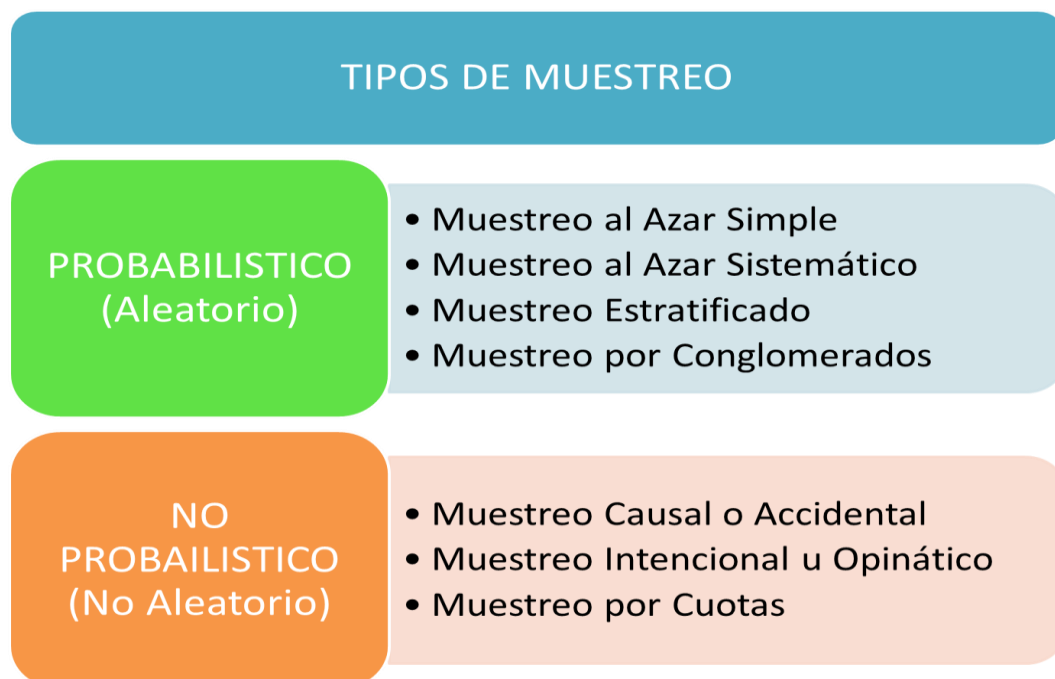 TIPOS DE MUESTREO
PROBABILISTICO
(Aleatorio)
• Muestreo al Azar Simple
• Muestreo al Azar Sistemático
• Muestreo Estratificado
• Muestreo por Conglomerados
NO
PROBAILISTICO
(No Aleatorio)
• Muestreo Causal o Accidental
• Muestreo Intencional u Opinático
• Muestreo por Cuotas